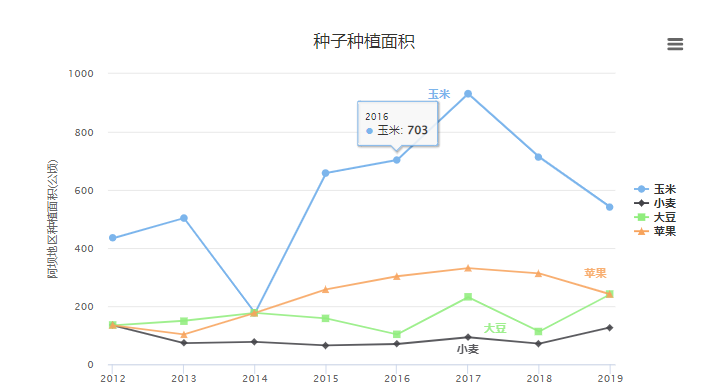 种子种植面积
1000
800
600
400
200
0
阿坝地区种植面积(公顷)
玉米
2016
玉米: 703
苹果
大豆
小麦
2012
2013
2014
2015
2016
2017
2018
2019
玉米
小麦
大豆
苹果